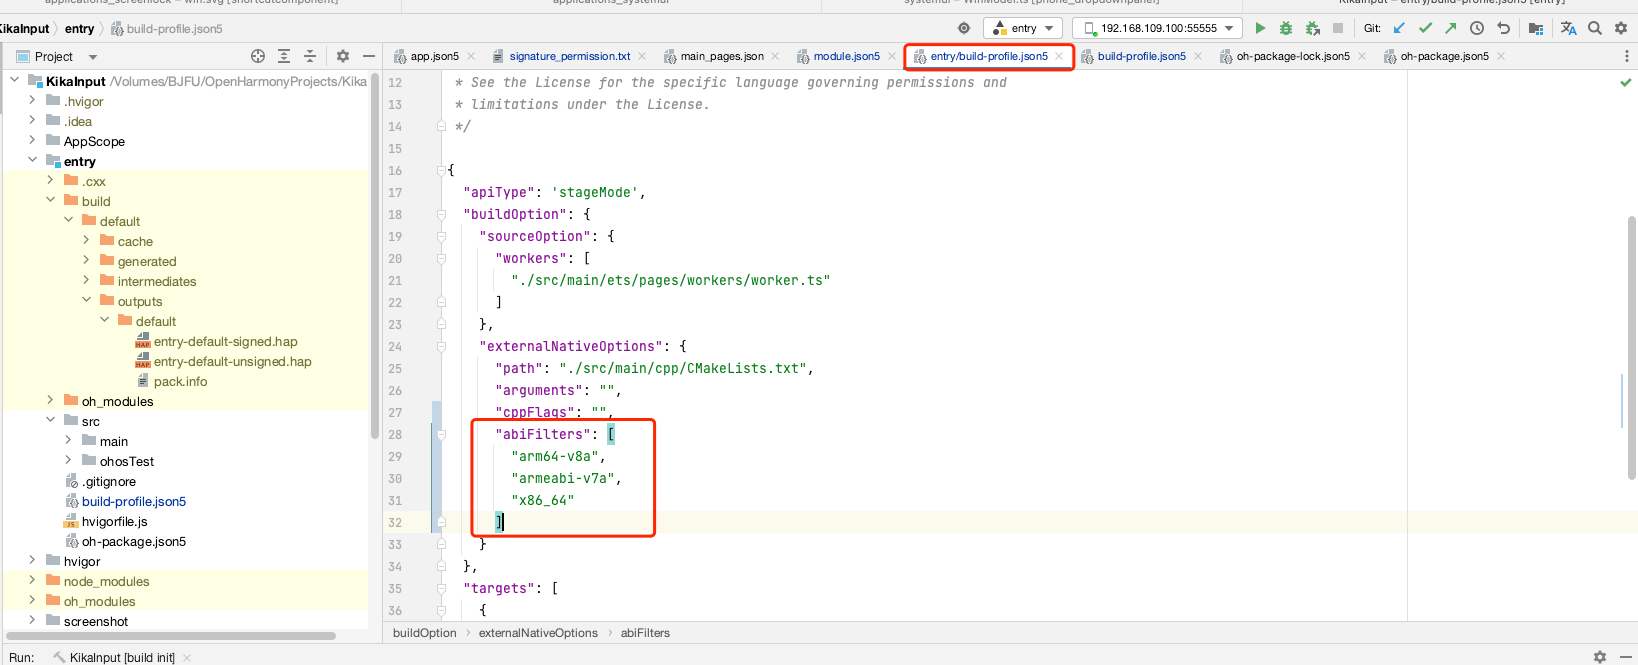 applications_screenlock – wifi.svg [shortcutcomponent]
applications_systemui
systemui – WifiModel.ts [phone_dropdownpanel]
KikaInput – entry/build-profile.json5 [entry]
KikaInput > entry > build-profile.json5
entry
192.168.109.100:55555
Git:
Project
app.json5
signature_permission.txt
main_pages.json
module.json5
entry/build-profile.json5
build-profile.json5
oh-package-lock.json5
oh-package.json5
KikaInput /Volumes/BJFU/OpenHarmonyProjects/Kika
.hvigor
.idea
AppScope
entry
.cxx
build
default
cache
generated
intermediates
outputs
default
entry-default-signed.hap
entry-default-unsigned.hap
pack.info
oh_modules
src
main
ohosTest
.gitignore
build-profile.json5
hvigorfile.js
oh-package.json5
hvigor
node_modules
oh_modules
screenshot
12 * See the License for the specific language governing permissions and
13 * limitations under the License.
14 */
15
16 {
17 "apiType": 'stageMode',
18 "buildOption": {
19 "sourceOption": {
20 "workers": [
21 "./src/main/ets/pages/workers/worker.ts"
22 ]
23 },
24 "externalNativeOptions": {
25 "path": "./src/main/cpp/CMakeLists.txt",
26 "arguments": "",
27 "cppFlags": "",
28 "abiFilters": [
29 "arm64-v8a",
30 "armeabi-v7a",
31 "x86_64"
32 ]
33 }
34 },
35 "targets": [
36 {
buildOption > externalNativeOptions > abiFilters
Run: KikaInput [build init]